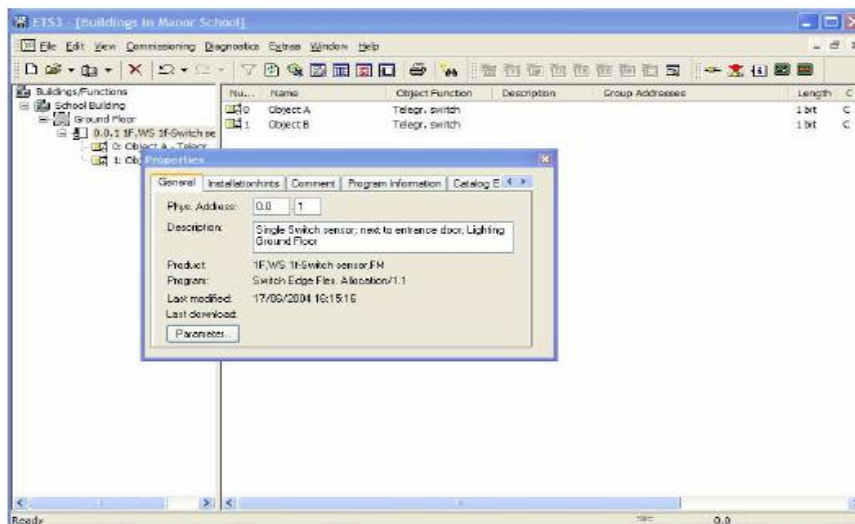 ETS3 - [Buildings in Manor School]
File Edit View Commissioning Diagnostics Extras Window Help
Buildings/Functions
School Building
Ground Floor
0.0.1 1F,WS 1f-Switch se
0: Object A - Telegr
1: Ob
Nu... Name Object Function Description Group Addresses Length C
0 Object A Telegr. switch 1 bit C
1 Object B Telegr. switch 1 bit C
Properties
General Installationhints Comment Program Information Catalog E
Phys. Address: 0.0 .1
Description: Single Switch sensor; next to entrance door; Lighting
Ground Floor
Product: 1F,WS 1f-Switch sensor,FM
Program: Switch Edge Flex. Allocation/1.1
Last modified: 17/06/2004 16:15:16
Last download:
Parameter...
Ready 0.0